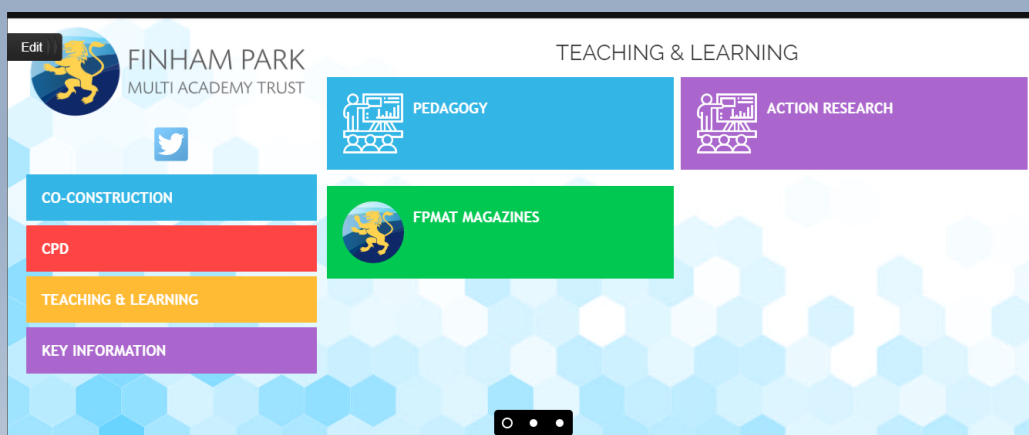 Edit
FINHAM PARK
MULTI ACADEMY TRUST
CO-CONSTRUCTION
CPD
TEACHING & LEARNING
KEY INFORMATION
TEACHING & LEARNING
PEDAGOGY
ACTION RESEARCH
FPMAT MAGAZINES